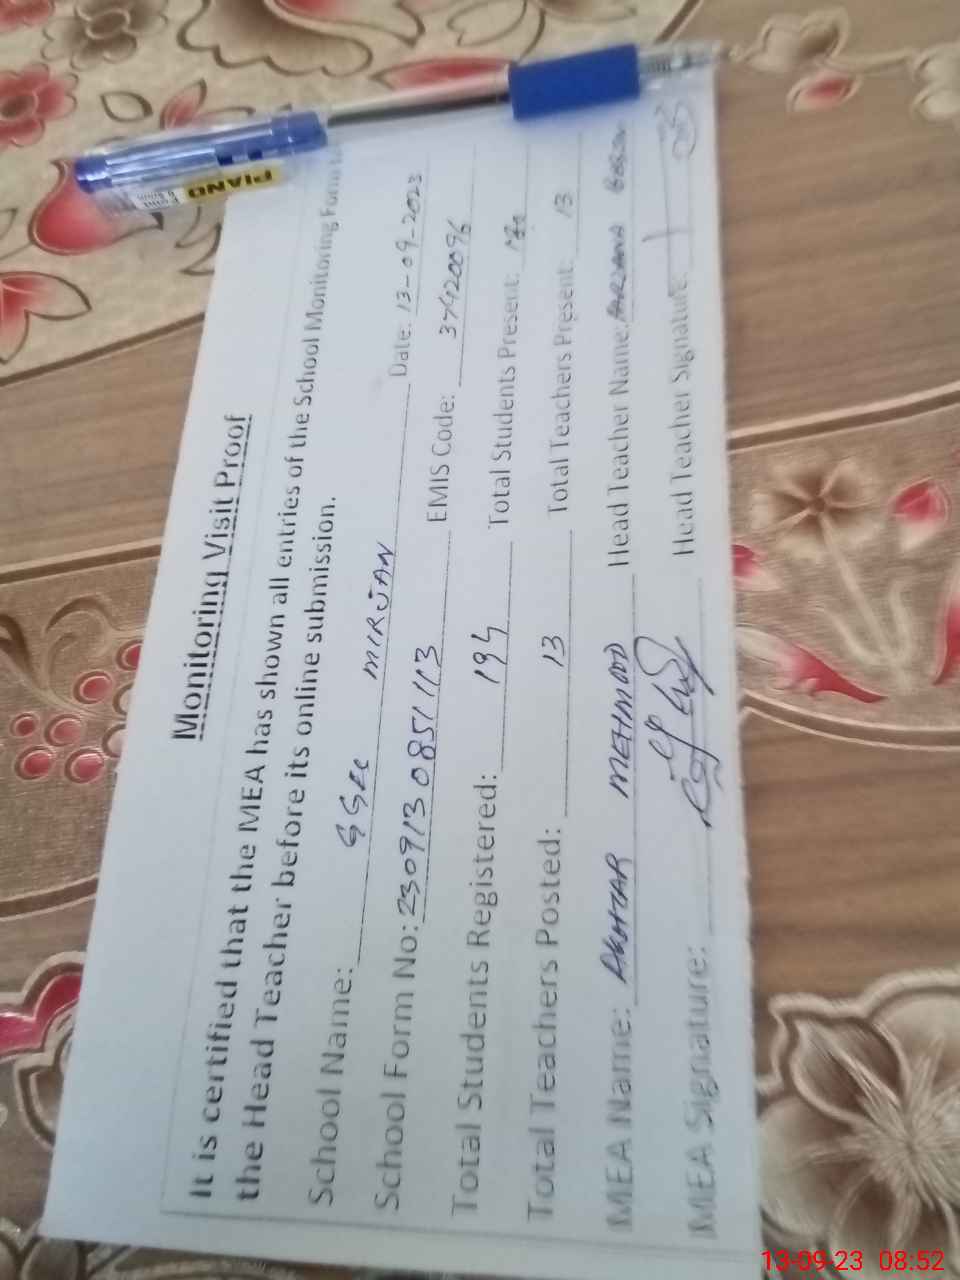 Monitoring Visit Proof
It is certified that the MEA has shown all entries of the School Monitoring Form to
the Head Teacher before its online submission.
School Name: GGES MIRJAN Date: 13-09-2023
School Form No: 2309130851113 EMIS Code: 37420096
Total Students Registered: 194 Total Students Present:
Total Teachers Posted: 13 Total Teachers Present: 13
MEA Name: AKHTAR MEHMOOD Head Teacher Name: FARZANA
MEA Signature: Head Teacher Signature:
PIANO
13-09-23 08:52